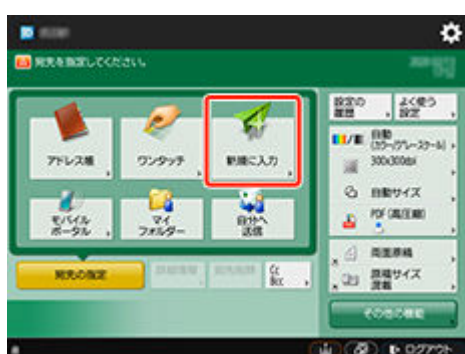 宛先を指定してください。
設定の
履歴
よく使う
設定
アドレス帳
ワンタッチ
新規に入力
自動
(カラー/グレースケール)
300x300dpi
モバイル
ポータル
マイ
フォルダー
自分へ
送信
自動サイズ
PDF (高圧縮)
宛先の指定
Cc
Bcc
両面原稿
原稿サイズ
混載
その他の機能
ログアウト